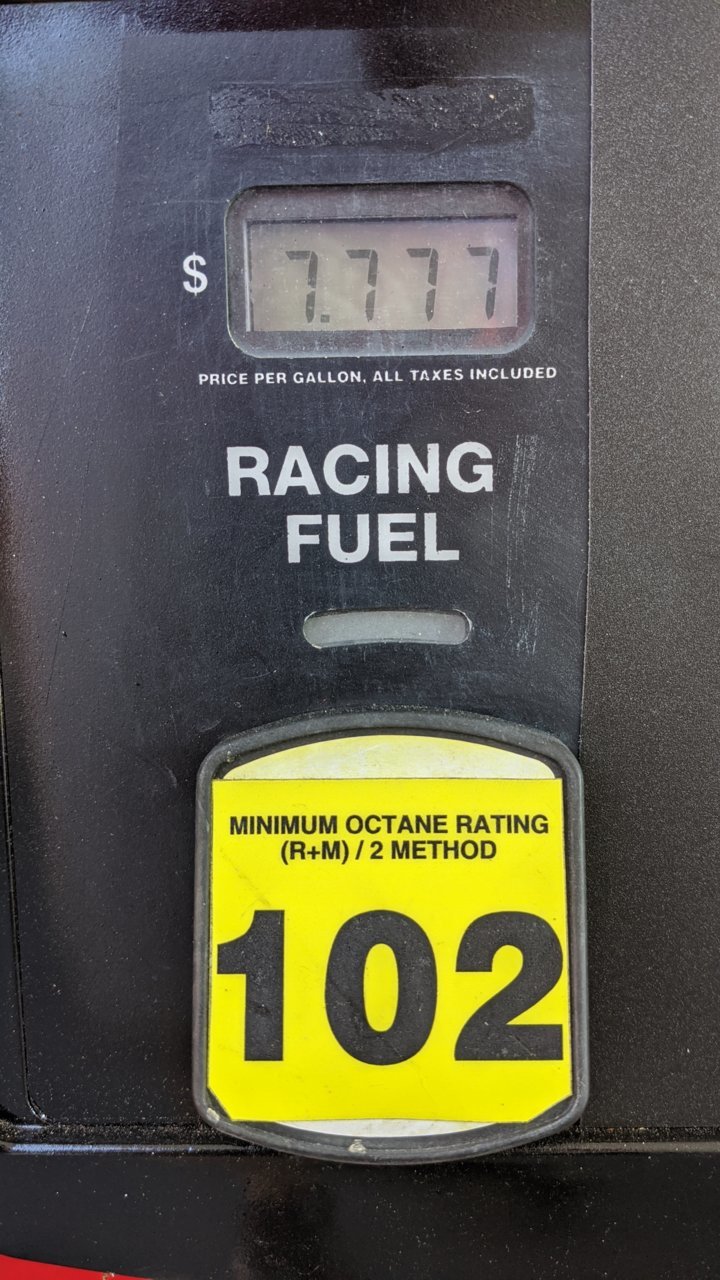 $ 7.777
PRICE PER GALLON, ALL TAXES INCLUDED
RACING
FUEL
MINIMUM OCTANE RATING
(R+M) / 2 METHOD
102